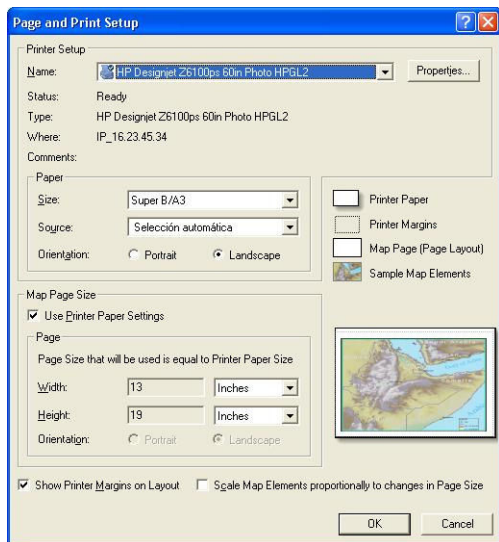 Page and Print Setup
Printer Setup
Name: HP Designjet Z6100ps 60in Photo HPGL2 Properties...
Status: Ready
Type: HP Designjet Z6100ps 60in Photo HPGL2
Where: IP_16.23.45.34
Comments:
Paper
Size: Super B/A3
Source: Selección automática
Orientation: Portrait Landscape
Printer Paper
Printer Margins
Map Page (Page Layout)
Sample Map Elements
Map Page Size
Use Printer Paper Settings
Page
Page Size that will be used is equal to Printer Paper Size
Width: 13 Inches
Height: 19 Inches
Orientation: Portrait Landscape
Show Printer Margins on Layout Scale Map Elements proportionally to changes in Page Size
OK Cancel